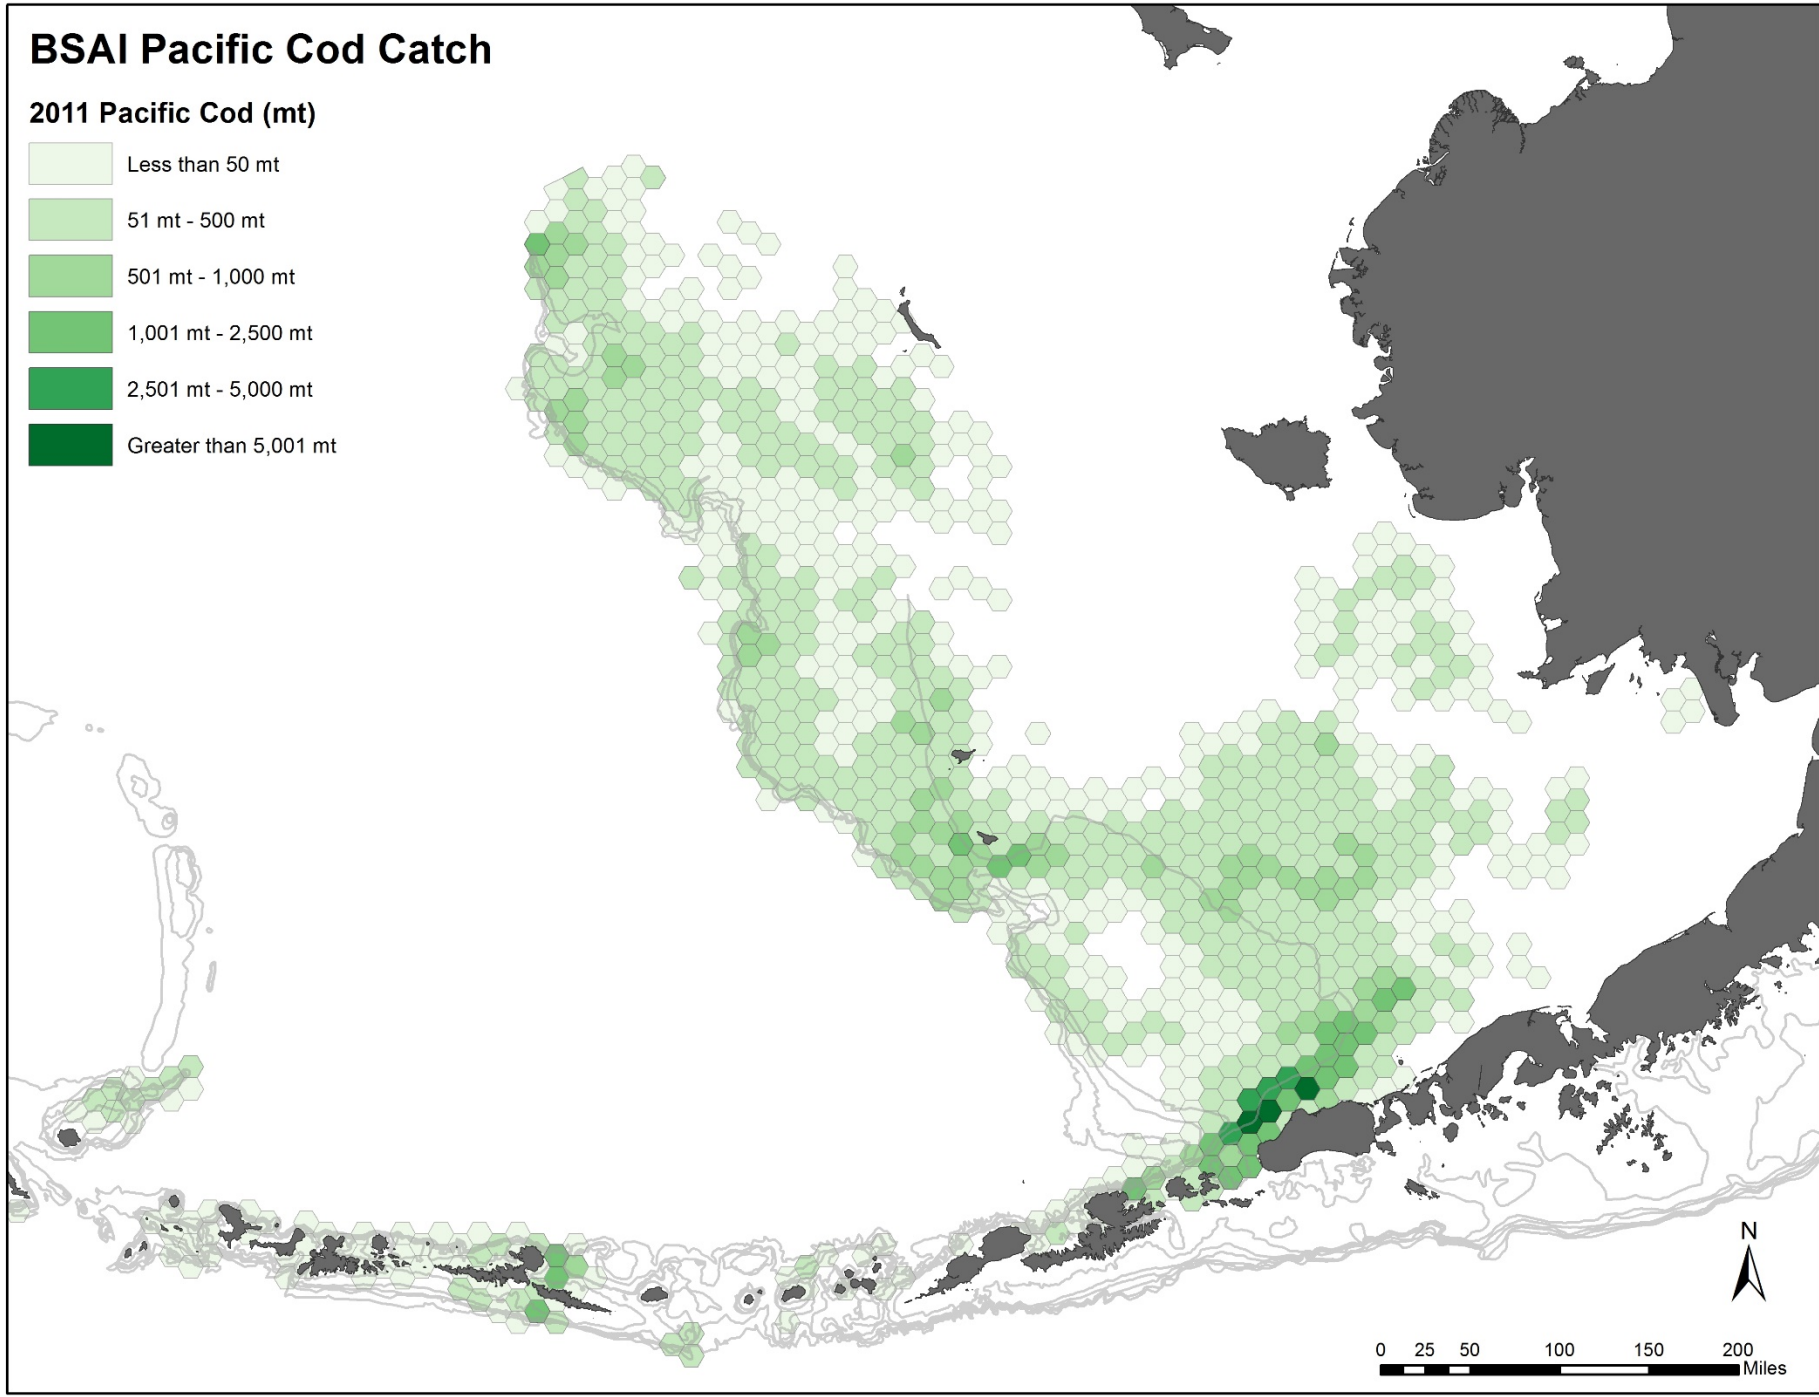 BSAI Pacific Cod Catch
2011 Pacific Cod (mt)
Less than 50 mt
51 mt - 500 mt
501 mt - 1,000 mt
1,001 mt - 2,500 mt
2,501 mt - 5,000 mt
Greater than 5,001 mt
N
0 25 50 100 150 200
Miles